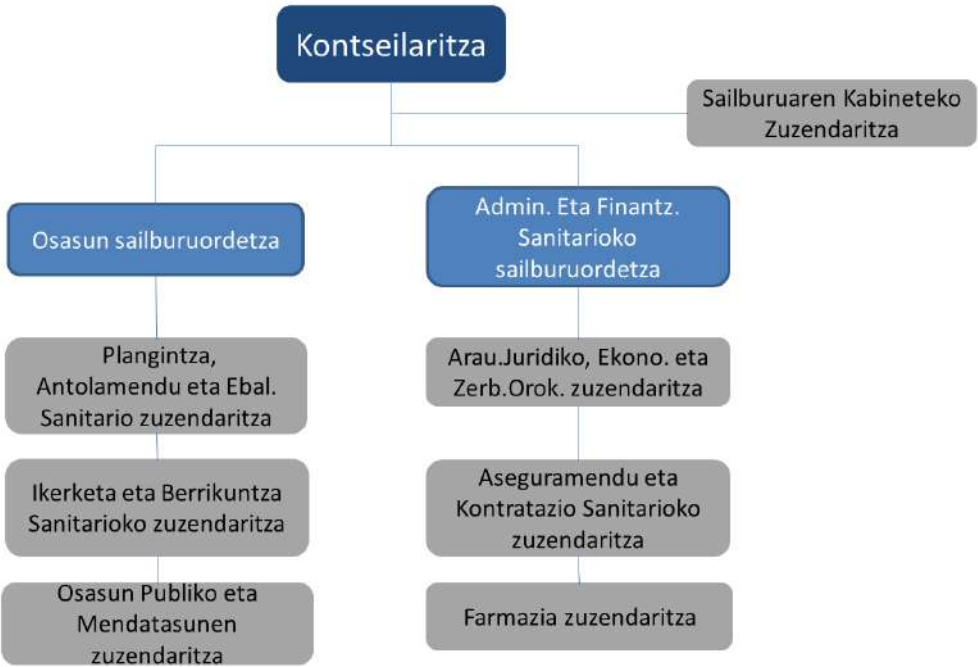 Kontseilaritza
Sailburuaren Kabineteko
Zuzendaritza
Osasun sailburuordetza
Admin. Eta Finantz.
Sanitarioko
sailburuordetza
Plangintza,
Antolamendu eta Ebal.
Sanitario zuzendaritza
Arau.Juridiko, Ekono. eta
Zerb.Orok. zuzendaritza
Ikerketa eta Berrikuntza
Sanitarioko zuzendaritza
Aseguramendu eta
Kontratazio Sanitarioko
zuzendaritza
Osasun Publiko eta
Mendatasunen
zuzendaritza
Farmazia zuzendaritza